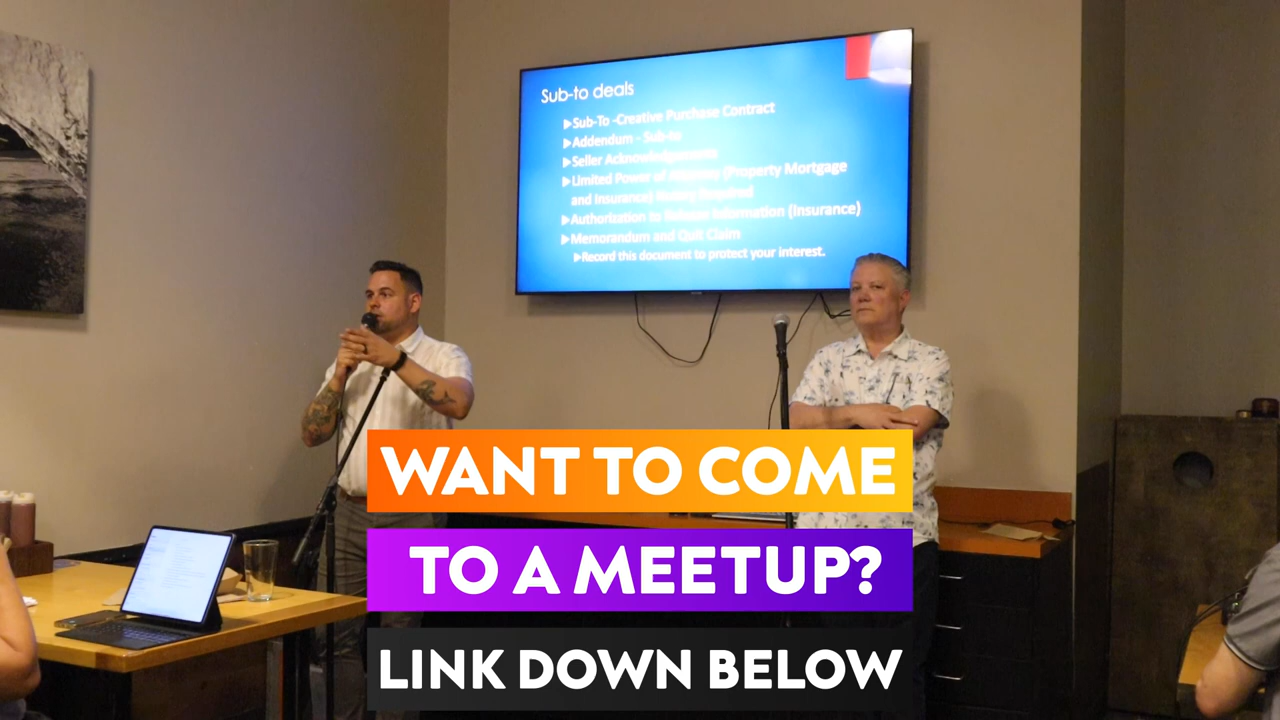 Sub-to deals
Sub-To -Creative Purchase Contract
Addendum - Sub-to
Seller Acknowledgements
Limited Power of Attorney (Property Mortgage
and Insurance) Notary Required
Authorization to Release Information (Insurance)
Memorandum and Quit Claim
Record this document to protect your interest.
WANT TO COME
TO A MEETUP?
LINK DOWN BELOW